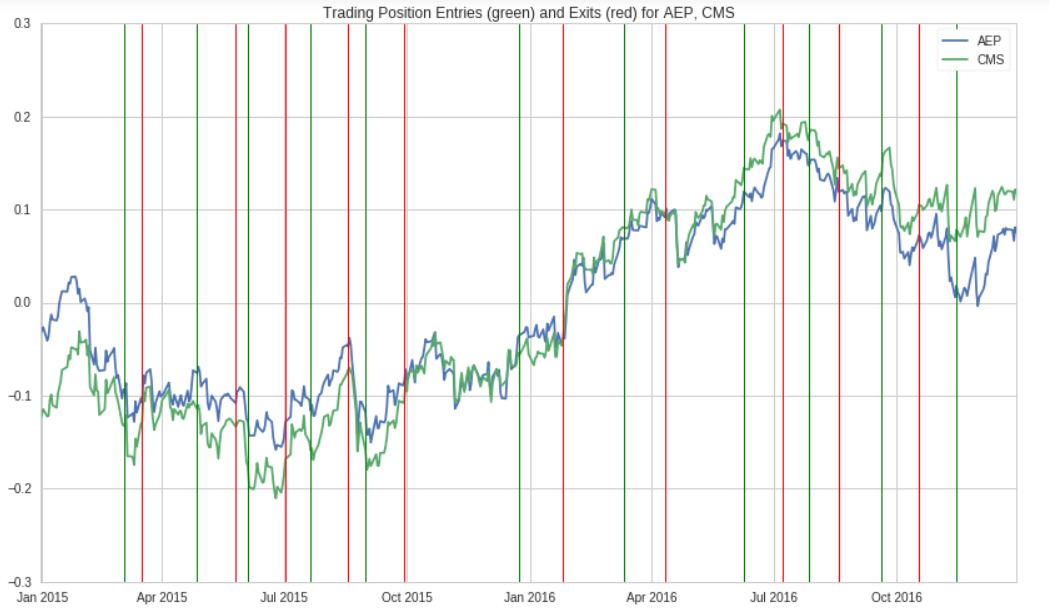 Trading Position Entries (green) and Exits (red) for AEP, CMS
0.3
AEP
CMS
0.2
0.1
0.0
−0.1
−0.2
−0.3
Jan 2015 Apr 2015 Jul 2015 Oct 2015 Jan 2016 Apr 2016 Jul 2016 Oct 2016